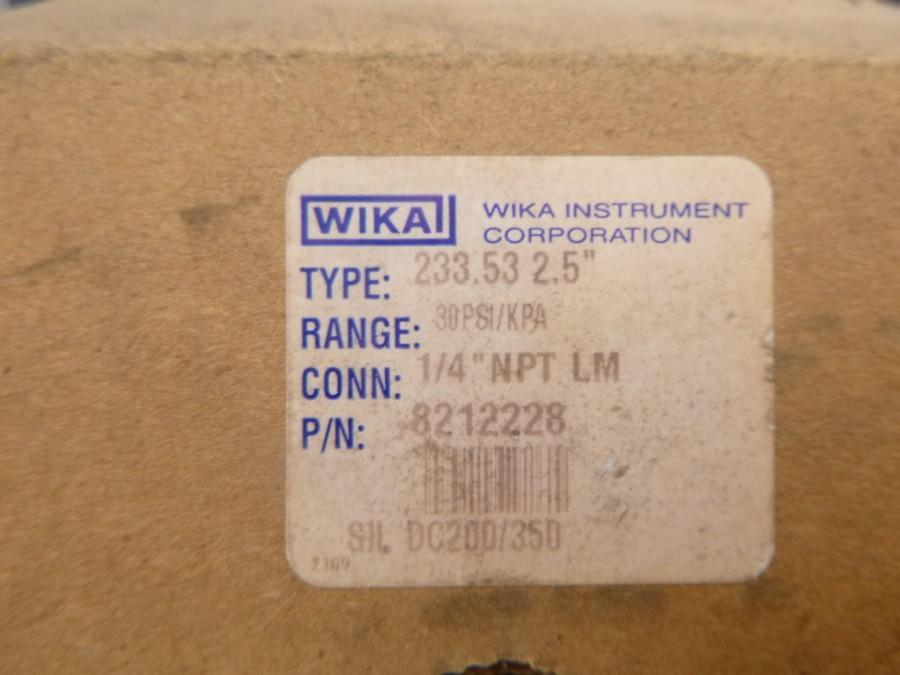 WIKA WIKA INSTRUMENT
CORPORATION
TYPE: 233.53 2.5"
RANGE: 30PSI/KPA
CONN: 1/4"NPT LM
P/N: 8212228
SIL DC200/350